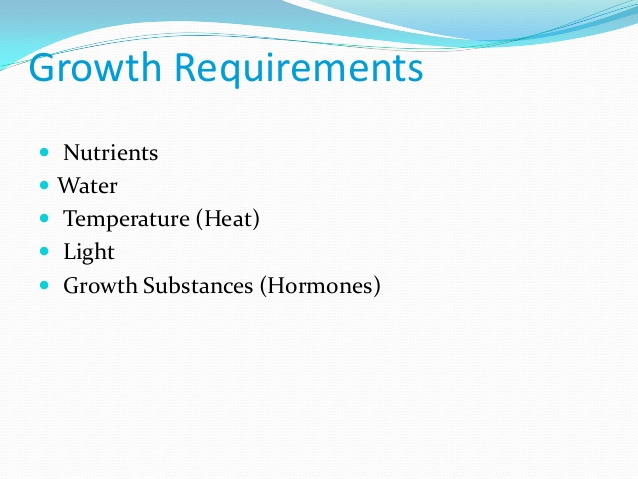 Growth Requirements
• Nutrients
• Water
• Temperature (Heat)
• Light
• Growth Substances (Hormones)